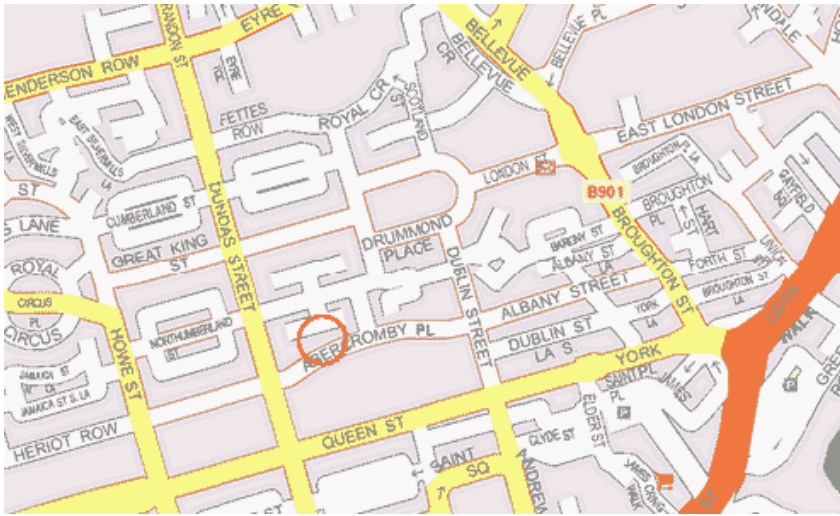 RANDON ST
EYRE
HENDERSON ROW
EYRE
PL
FETTES
ROW
ROYAL CR
SCOTLAND
ST
CR
BELLEVUE
BELLEVUE
BELLEVUE PL
EAST LONDON STREET
WEST SILVERMILLS
LA
EAST SILVERMILLS
LA
LONDON ST
B901
BROUGHTON
LA
BROUGHTON
PL
HART
ST
GAYFIELD
SQ
UNION
ST
CUMBERLAND ST
DUNDAS STREET
GREAT KING
ST
DRUMMOND
PLACE
DUBLIN STREET
BARONY ST
ALBANY ST
LA
BROUGHTON ST
FORTH ST
BROUGHTON ST
LA
ALBANY STREET
YORK
LA
LEITH
WALK
ST
S LANE
ROYAL
CIRCUS
PL
CIRCUS
HOWE ST
NORTHUMBERLAND
ST
ABERCROMBY PL
DUBLIN ST
LA S.
YORK
JAMAICA ST
JAMAICA ST S. LA
HERIOT ROW
QUEEN ST
SAINT
JAMES
PL
P
P
ELDER ST
CLYDE ST
SAINT
SQ
ANDREW
JAMES CRAIG
WALK
ST
GRE